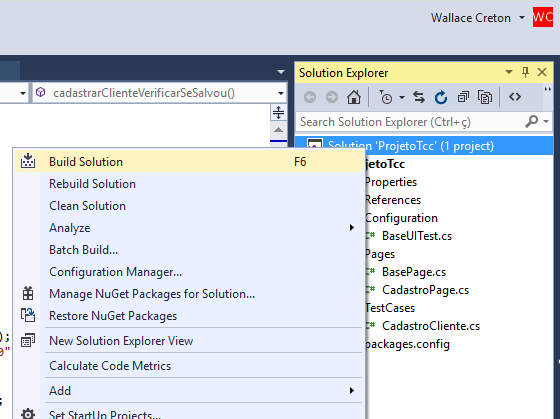 Wallace Creton WC
Solution Explorer
cadastrarClienteVerificarSeSalvou()
Search Solution Explorer (Ctrl+ç)
Solution 'ProjetoTcc' (1 project)
Build Solution F6
jetoTcc
Rebuild Solution
Properties
Clean Solution
References
Analyze
Configuration
Batch Build...
C# BaseUITest.cs
Configuration Manager...
Pages
Manage NuGet Packages for Solution...
C# BasePage.cs
Restore NuGet Packages
C# CadastroPage.cs
New Solution Explorer View
TestCases
Calculate Code Metrics
C# CadastroCliente.cs
packages.config
Add
Set StartUp Projects...
);
0"
;